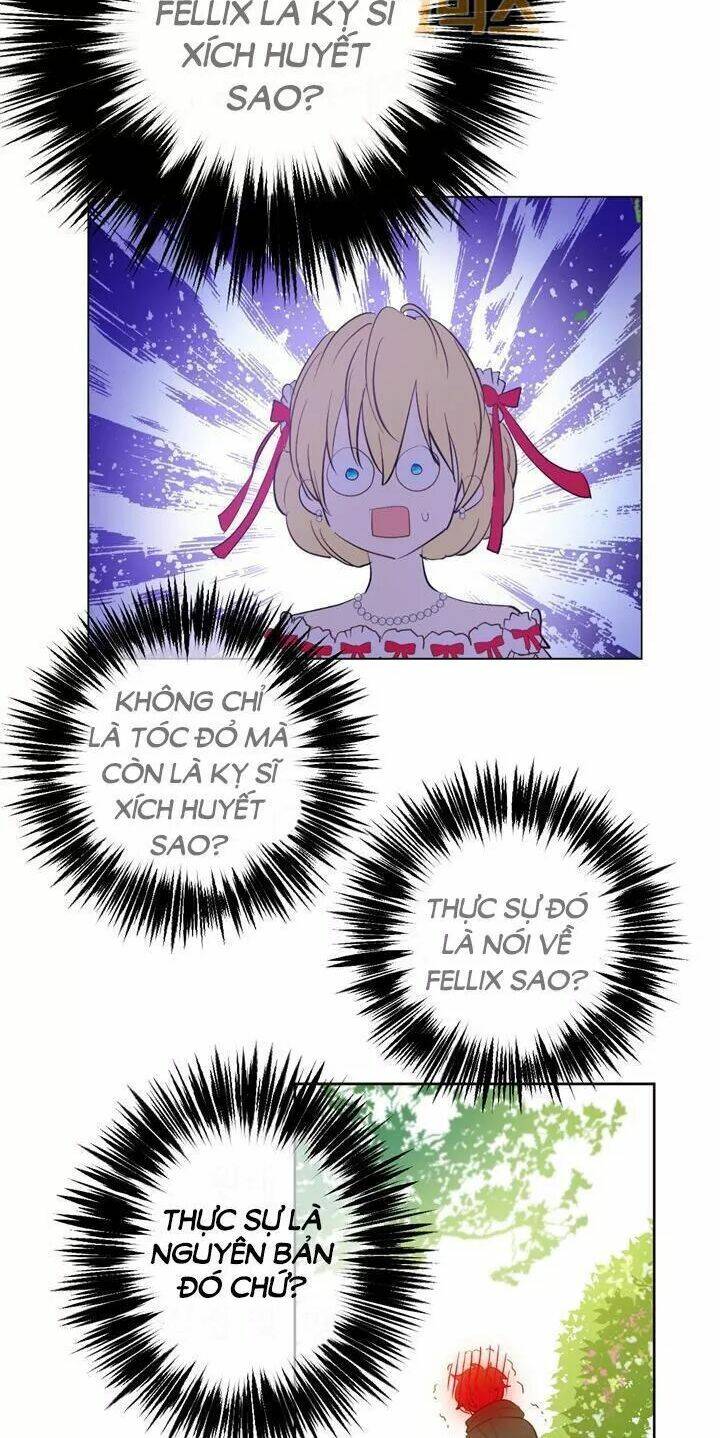 FELLIX LÀ KỴ SĨ
XÍCH HUYẾT
SAO?
KHÔNG CHỈ
LÀ TÓC ĐỎ MÀ
CÒN LÀ KỴ SĨ
XÍCH HUYẾT
SAO?
THỰC SỰ ĐÓ
LÀ NÓI VỀ
FELLIX SAO?
THỰC SỰ LÀ
NGUYÊN BẢN
ĐÓ CHỨ?